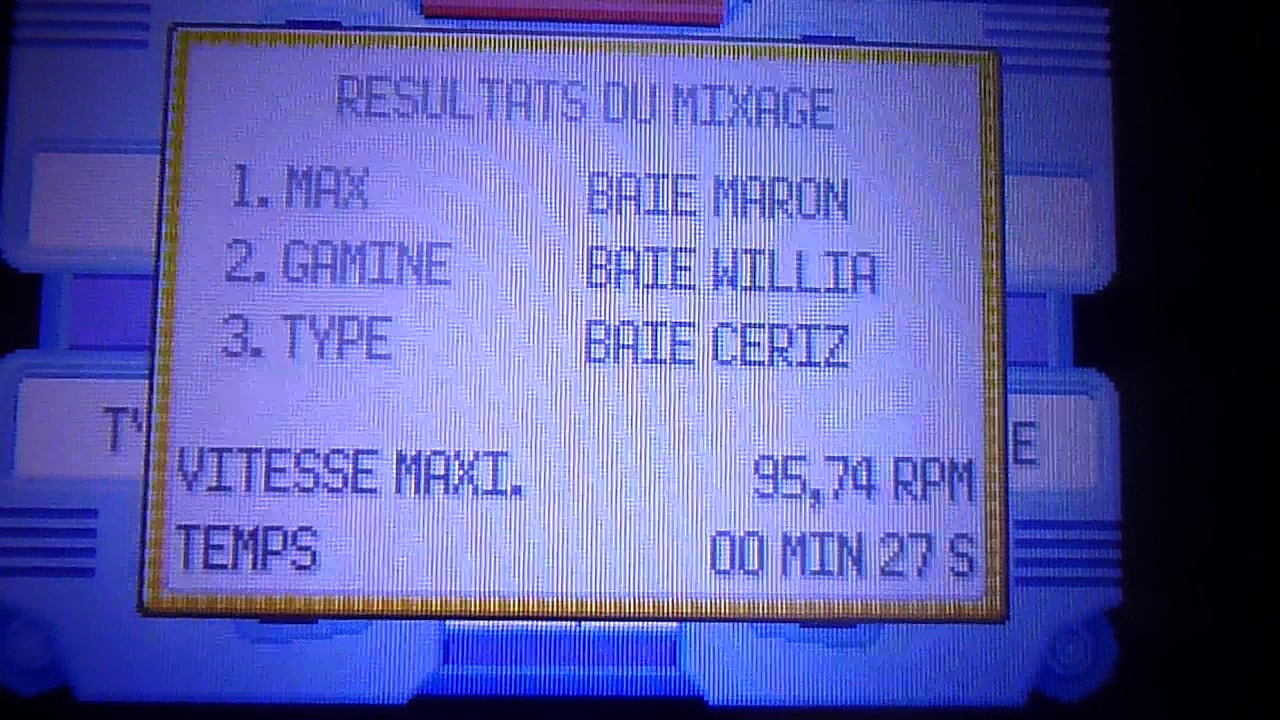 RESULTATS DU MIXAGE
1. MAX BAIE MARON
2. GAMINE BAIE WILLIA
3. TYPE BAIE CERIZ
VITESSE MAXI. 95,74 RPM
TEMPS 00 MIN 27 S